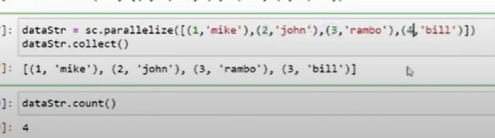 ]: dataStr = sc.parallelize([(1,'mike'),(2,'john'),(3,'rambo'),(4,'bill')])
dataStr.collect()
]: [(1, 'mike'), (2, 'john'), (3, 'rambo'), (3, 'bill')]
]: dataStr.count()
]: 4